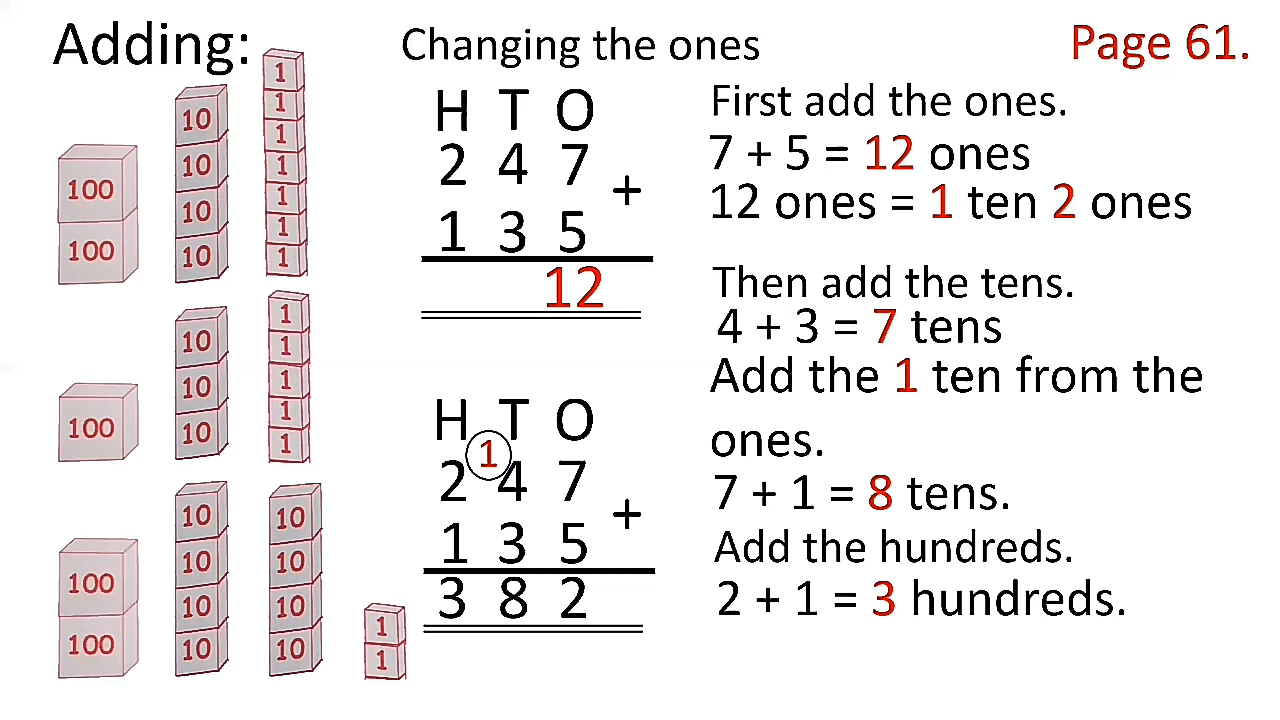 Adding:
Changing the ones
Page 61.
1
1
1
1
1
1
1
10
10
10
10
100
100
1
1
1
1
1
10
10
10
100
10
10
10
10
10
10
10
10
100
100
1
1
H T O
2 4 7
+
1 3 5
12
H T O
1
2 4 7
+
1 3 5
3 8 2
First add the ones.
7 + 5 = 12 ones
12 ones = 1 ten 2 ones
Then add the tens.
4 + 3 = 7 tens
Add the 1 ten from the
ones.
7 + 1 = 8 tens.
Add the hundreds.
2 + 1 = 3 hundreds.